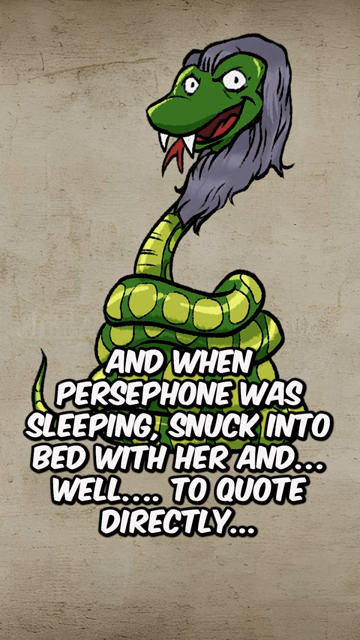 AND WHEN
PERSEPHONE WAS
SLEEPING, SNUCK INTO
BED WITH HER AND...
WELL.... TO QUOTE
DIRECTLY...